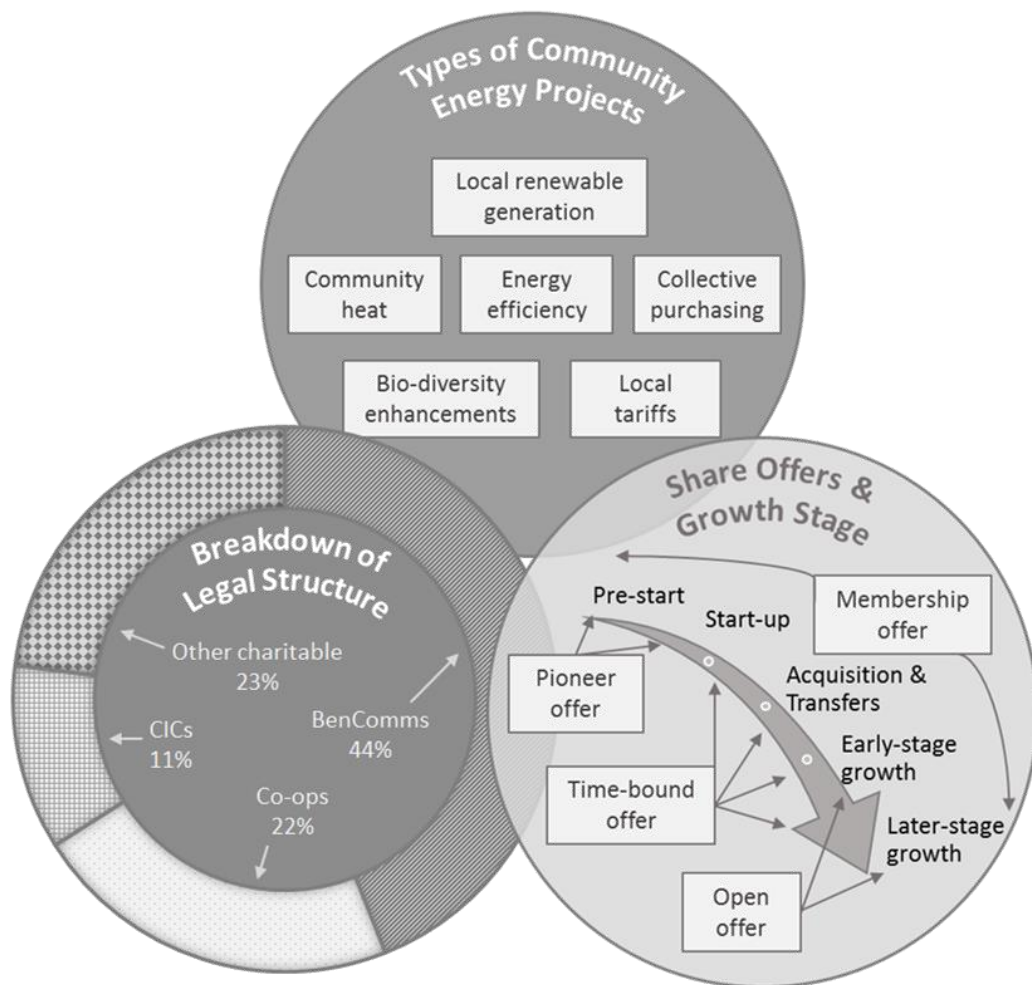 Types of Community
Energy Projects
Local renewable
generation
Community
heat
Energy
efficiency
Collective
purchasing
Bio-diversity
enhancements
Local
tariffs
Breakdown of
Legal Structure
Other charitable
23%
CICs
11%
BenComms
44%
Co-ops
22%
Share Offers &
Growth Stage
Pre-start
Start-up
Membership
offer
Pioneer
offer
Acquisition &
Transfers
Early-stage
growth
Time-bound
offer
Later-stage
growth
Open
offer